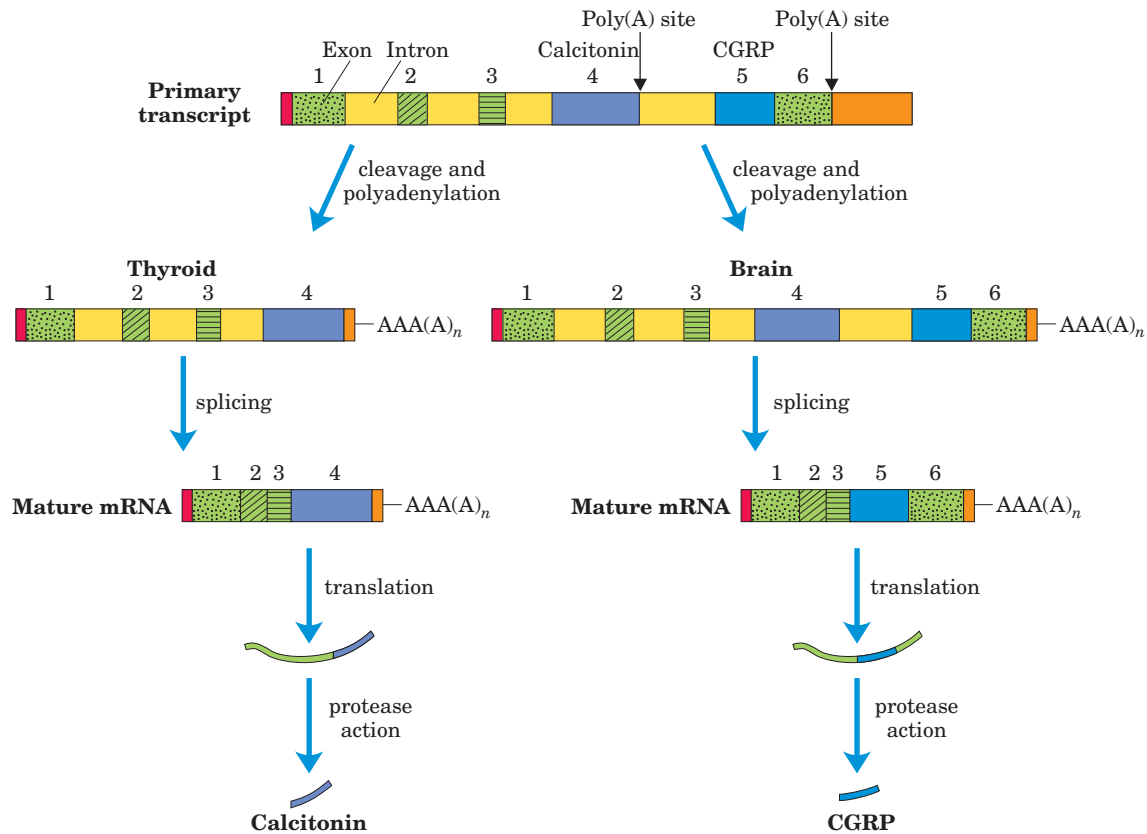 Poly(A) site Poly(A) site
Exon Intron Calcitonin CGRP
1 2 3 4 5 6
Primary
transcript
cleavage and
polyadenylation
cleavage and
polyadenylation
Thyroid
1 2 3 4
AAA(A)n
Brain
1 2 3 4 5 6
AAA(A)n
splicing
splicing
1 2 3 4
Mature mRNA AAA(A)n
1 2 3 5 6
Mature mRNA AAA(A)n
translation
translation
protease
action
protease
action
Calcitonin
CGRP